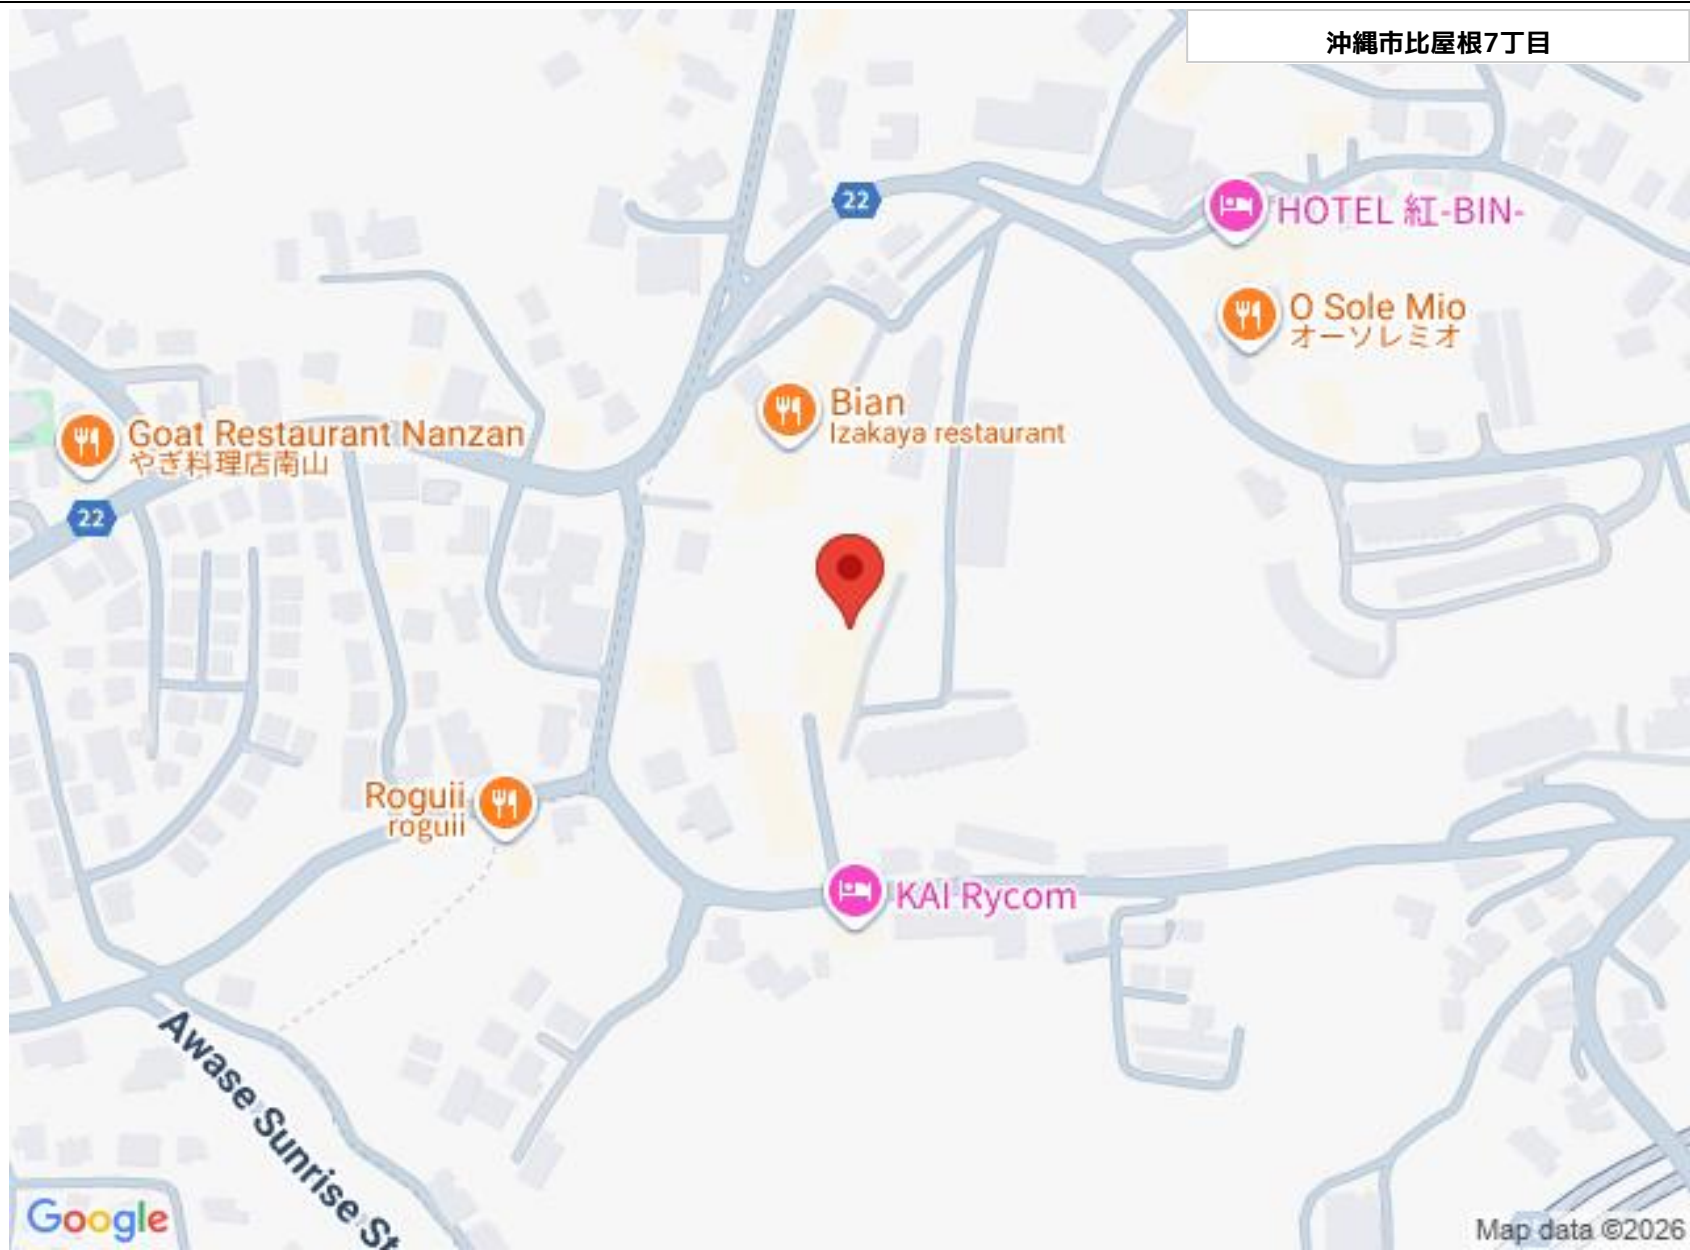 沖縄市比屋根7丁目
22
HOTEL 紅-BIN-
O Sole Mio
オーソレミオ
Bian
Izakaya restaurant
Goat Restaurant Nanzan
やぎ料理店南山
22
Roguii
roguii
KAI Rycom
Awase Sunrise St
Google
Map data ©2026